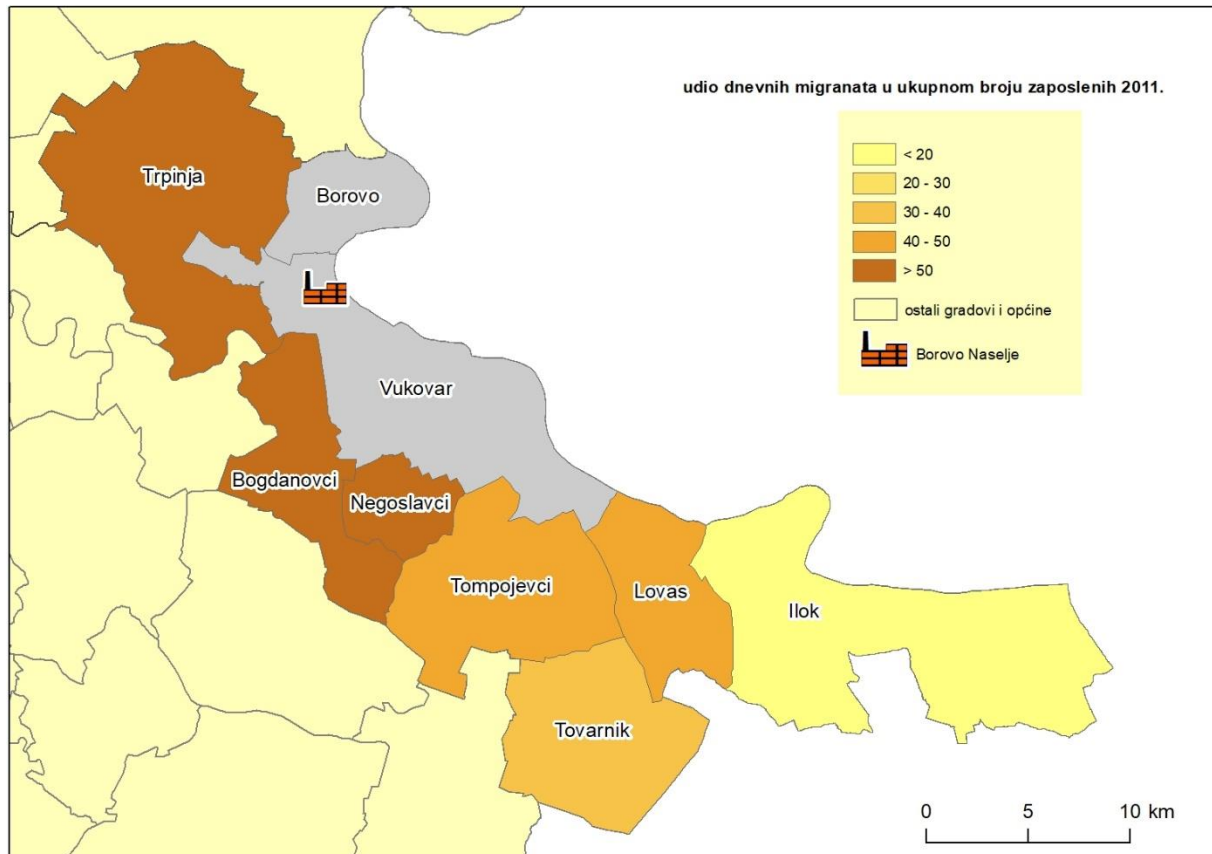 udio dnevnih migranata u ukupnom broju zaposlenih 2011.
< 20
20 - 30
30 - 40
40 - 50
> 50
ostali gradovi i općine
Borovo Naselje
Trpinja
Borovo
Vukovar
Bogdanovci
Negoslavci
Tompojevci
Lovas
Ilok
Tovarnik
0 5 10 km